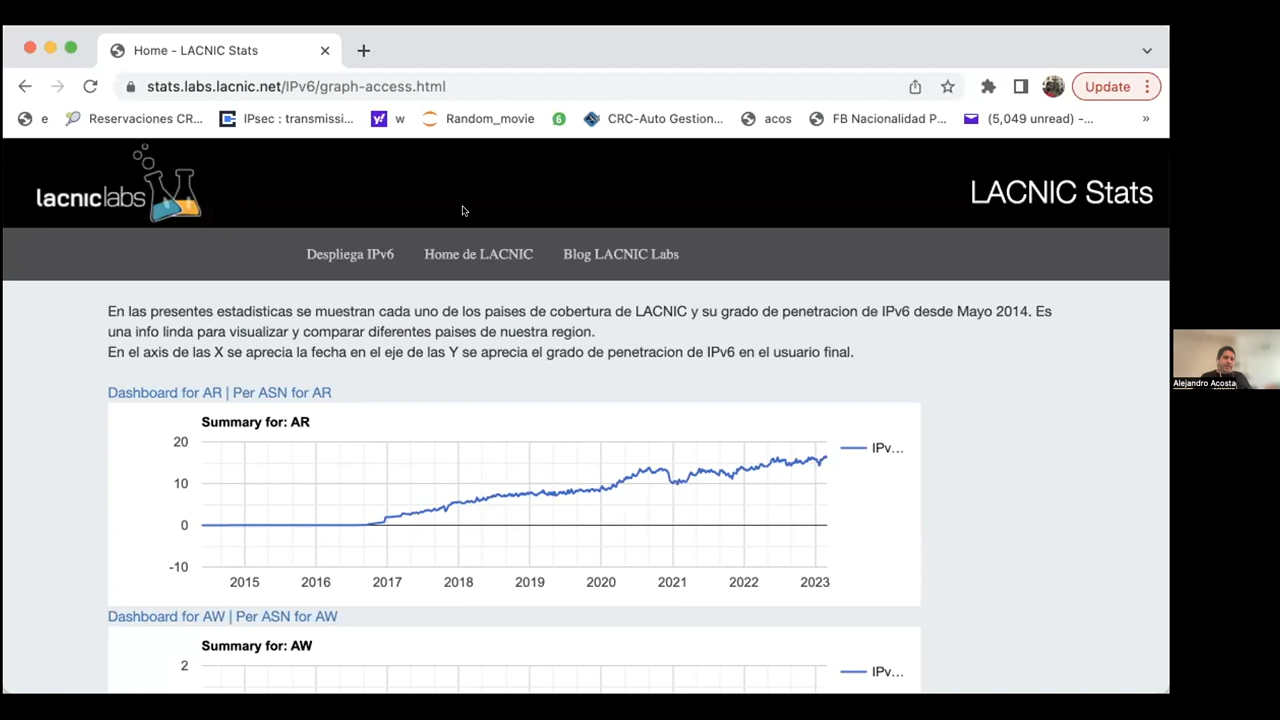 Home - LACNIC Stats
stats.labs.lacnic.net/IPv6/graph-access.html
Update
e Reservaciones CR... IPsec : transmissi... w Random_movie 6 CRC-Auto Gestion... acos FB Nacionalidad P... (5,049 unread) -... »
lacniclabs
LACNIC Stats
Despliega IPv6 Home de LACNIC Blog LACNIC Labs
En las presentes estadisticas se muestran cada uno de los paises de cobertura de LACNIC y su grado de penetracion de IPv6 desde Mayo 2014. Es
una info linda para visualizar y comparar diferentes paises de nuestra region.
En el axis de las X se aprecia la fecha en el eje de las Y se aprecia el grado de penetracion de IPv6 en el usuario final.
Dashboard for AR | Per ASN for AR
Summary for: AR
20
IPv...
10
0
-10
2015 2016 2017 2018 2019 2020 2021 2022 2023
Dashboard for AW | Per ASN for AW
Summary for: AW
2
IPv...
Alejandro Acosta